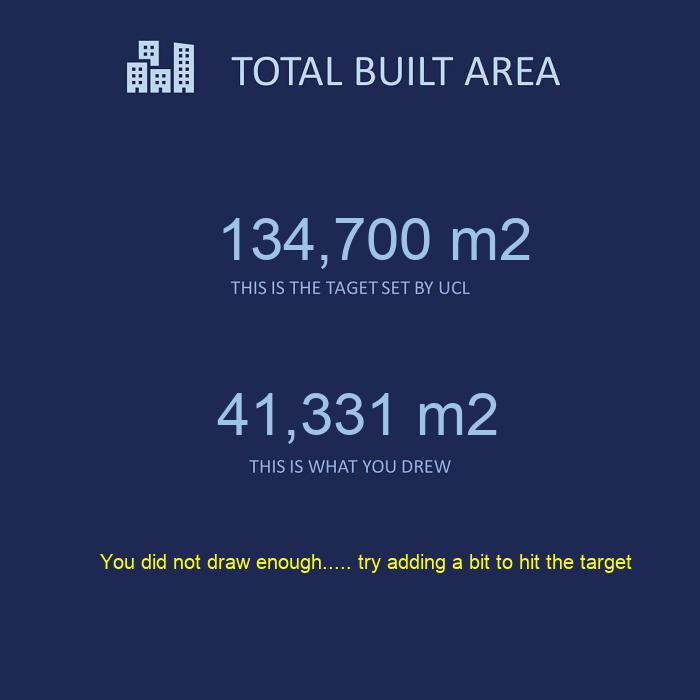 TOTAL BUILT AREA
134,700 m2
THIS IS THE TAGET SET BY UCL
41,331 m2
THIS IS WHAT YOU DREW
You did not draw enough..... try adding a bit to hit the target